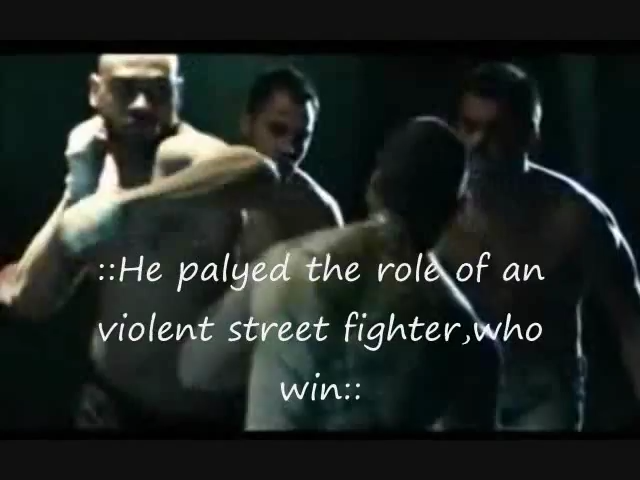 ::He palyed the role of an
violent street fighter,who
win::